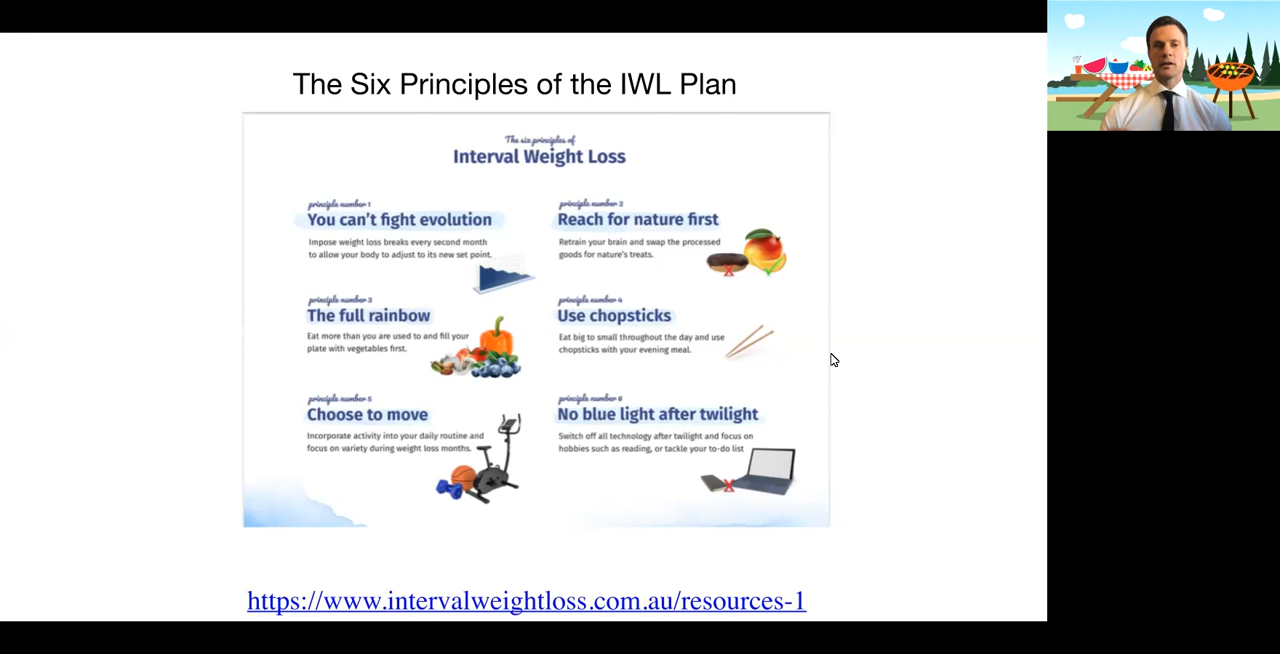 The Six Principles of the IWL Plan
The six principles of
Interval Weight Loss
principle number 1
You can't fight evolution
Impose weight loss breaks every second month
to allow your body to adjust to its new set point.
principle number 2
Reach for nature first
Retrain your brain and swap the processed
goods for nature's treats.
principle number 3
The full rainbow
Eat more than you are used to and fill your
plate with vegetables first.
principle number 4
Use chopsticks
Eat big to small throughout the day and use
chopsticks with your evening meal.
principle number 5
Choose to move
Incorporate activity into your daily routine and
focus on variety during weight loss months.
principle number 6
No blue light after twilight
Switch off all technology after twilight and focus on
hobbies such as reading, or tackle your to-do list
https://www.intervalweightloss.com.au/resources-1